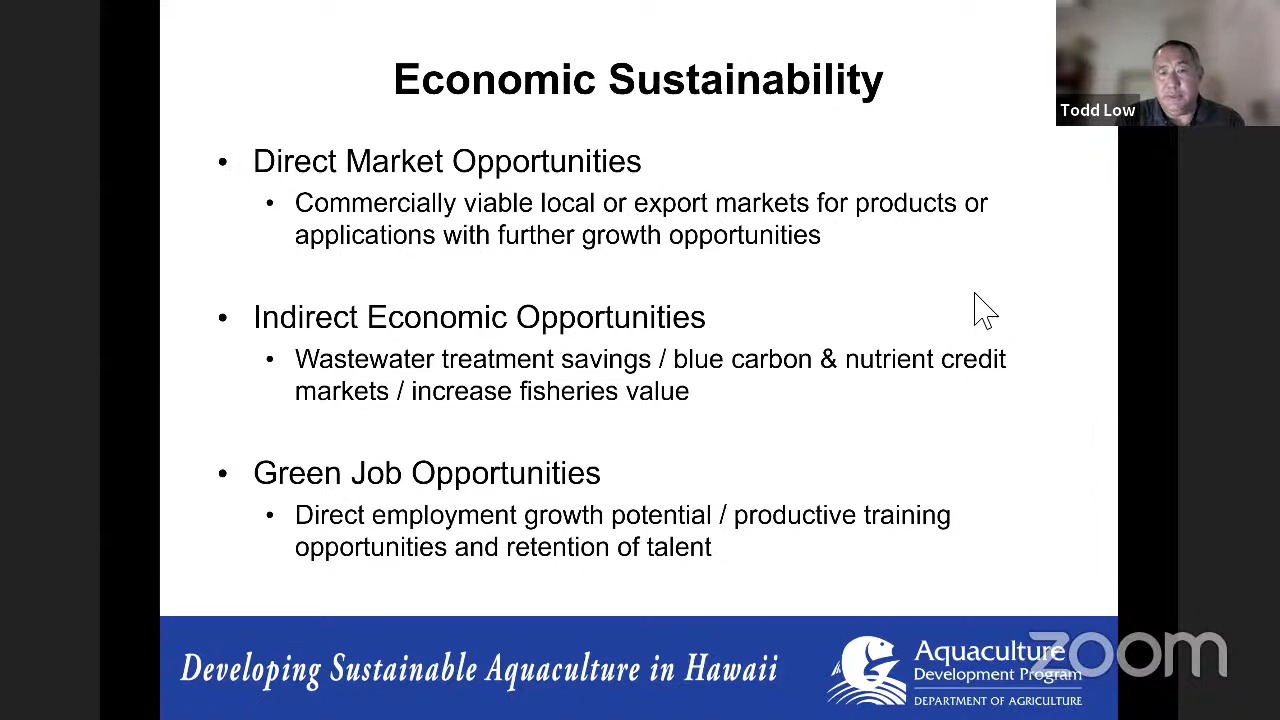 Economic Sustainability
Todd Low
• Direct Market Opportunities
• Commercially viable local or export markets for products or
applications with further growth opportunities
• Indirect Economic Opportunities
• Wastewater treatment savings / blue carbon & nutrient credit
markets / increase fisheries value
• Green Job Opportunities
• Direct employment growth potential / productive training
opportunities and retention of talent
Developing Sustainable Aquaculture in Hawaii
Aquaculture
Development Program
DEPARTMENT OF AGRICULTURE
zoom